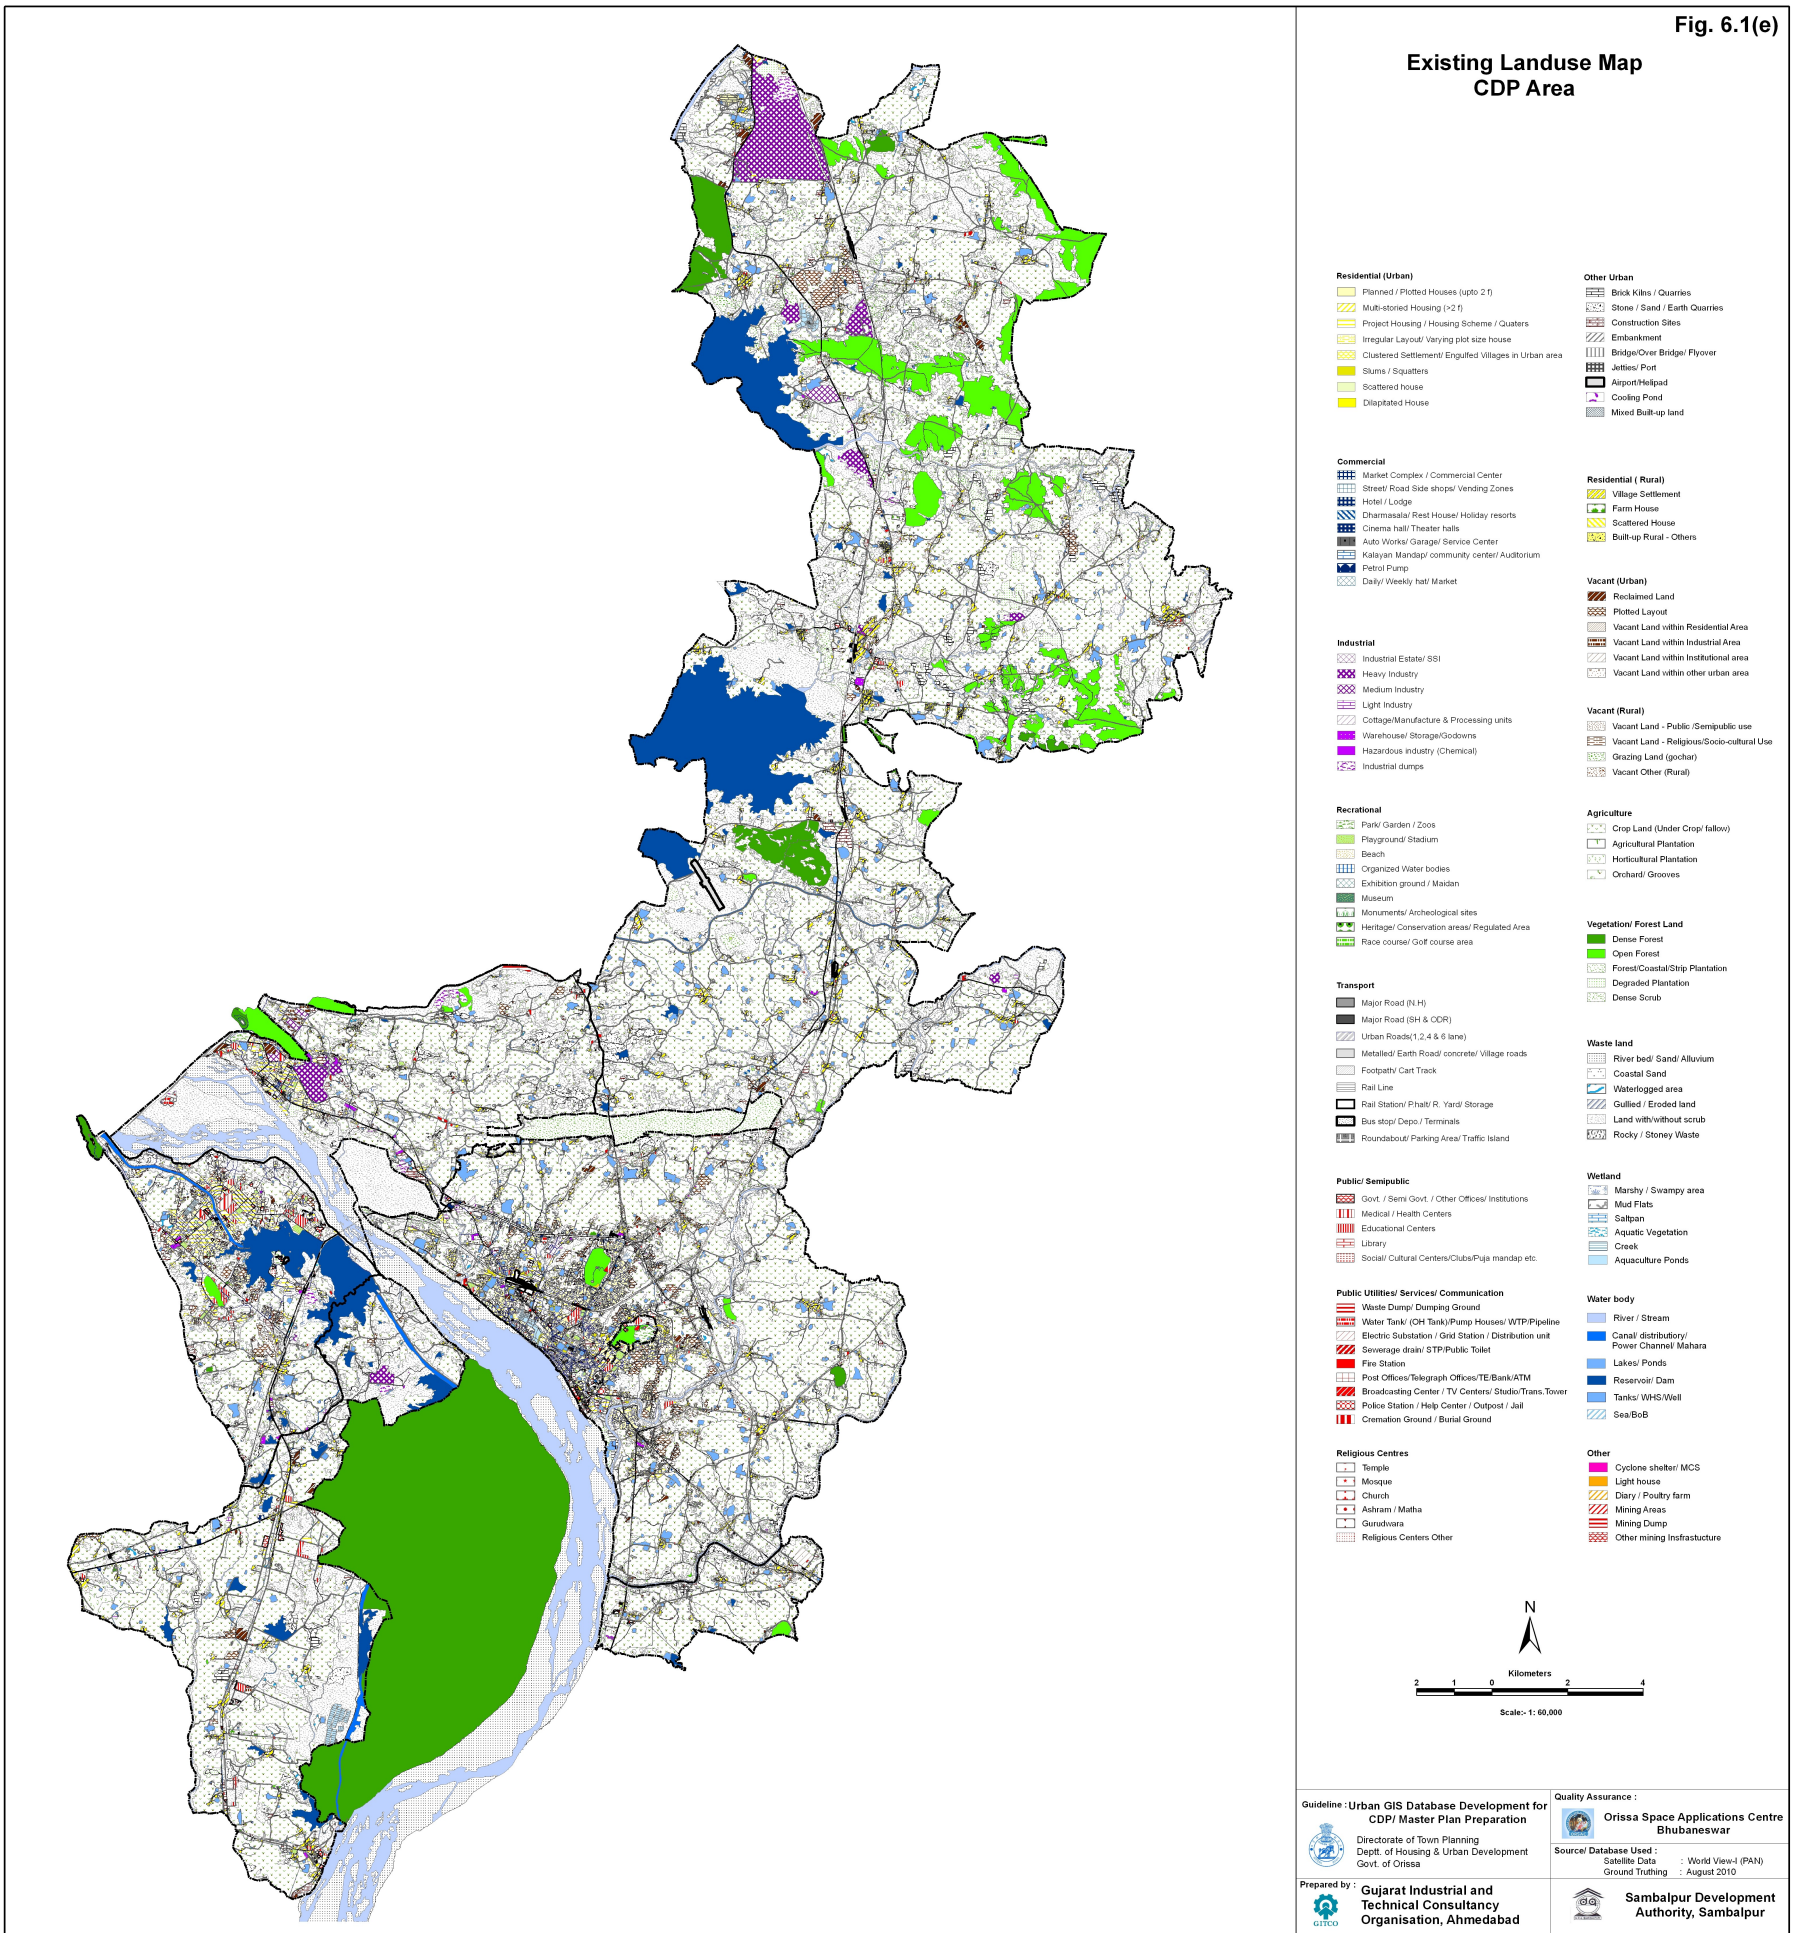 Fig. 6.1(e)
Existing Landuse Map
CDP Area
Residential (Urban)
Planned / Plotted Houses (upto 2 f)
Multi-storied Housing (>2 f)
Project Housing / Housing Scheme / Quaters
Irregular Layout/ Varying plot size house
Clustered Settlement/ Engulfed Villages in Urban area
Slums / Squatters
Scattered house
Dilapitated House
Commercial
Market Complex / Commercial Center
Street/ Road Side shops/ Vending Zones
Hotel / Lodge
Dharmasala/ Rest House/ Holiday resorts
Cinema hall/ Theater halls
Auto Works/ Garage/ Service Center
Kalayan Mandap/ community center/ Auditorium
Petrol Pump
Daily/ Weekly hat/ Market
Industrial
Industrial Estate/ SSI
Heavy Industry
Medium Industry
Light Industry
Cottage/Manufacture & Processing units
Warehouse/ Storage/Godowns
Hazardous industry (Chemical)
Industrial dumps
Recrational
Park/ Garden / Zoos
Playground/ Stadium
Beach
Organized Water bodies
Exhibition ground / Maidan
Museum
Monuments/ Archeological sites
Heritage/ Conservation areas/ Regulated Area
Race course/ Golf course area
Transport
Major Road (N.H)
Major Road (SH & ODR)
Urban Roads(1,2,4 & 6 lane)
Metalled/ Earth Road/ concrete/ Village roads
Footpath/ Cart Track
Rail Line
Rail Station/ P.halt/ R. Yard/ Storage
Bus stop/ Depo./ Terminals
Roundabout/ Parking Area/ Traffic Island
Public/ Semipublic
Govt. / Semi Govt. / Other Offices/ Institutions
Medical / Health Centers
Educational Centers
Library
Social/ Cultural Centers/Clubs/Puja mandap etc.
Public Utilities/ Services/ Communication
Waste Dump/ Dumping Ground
Water Tank/ (OH Tank)/Pump Houses/ WTP/Pipeline
Electric Substation / Grid Station / Distribution unit
Sewerage drain/ STP/Public Toilet
Fire Station
Post Offices/Telegraph Offices/TE/Bank/ATM
Broadcasting Center / TV Centers/ Studio/Trans.Tower
Police Station / Help Center / Outpost / Jail
Cremation Ground / Burial Ground
Religious Centres
Temple
Mosque
Church
Ashram / Matha
Gurudwara
Religious Centers Other
Other Urban
Brick Kilns / Quarries
Stone / Sand / Earth Quarries
Construction Sites
Embankment
Bridge/Over Bridge/ Flyover
Jetties/ Port
Airport/Helipad
Cooling Pond
Mixed Built-up land
Residential ( Rural)
Village Settlement
Farm House
Scattered House
Built-up Rural - Others
Vacant (Urban)
Reclaimed Land
Plotted Layout
Vacant Land within Residential Area
Vacant Land within Industrial Area
Vacant Land within Institutional area
Vacant Land within other urban area
Vacant (Rural)
Vacant Land - Public /Semipublic use
Vacant Land - Religious/Socio-cultural Use
Grazing Land (gochar)
Vacant Other (Rural)
Agriculture
Crop Land (Under Crop/ fallow)
Agricultural Plantation
Horticultural Plantation
Orchard/ Grooves
Vegetation/ Forest Land
Dense Forest
Open Forest
Forest/Coastal/Strip Plantation
Degraded Plantation
Dense Scrub
Waste land
River bed/ Sand/ Alluvium
Coastal Sand
Waterlogged area
Gullied / Eroded land
Land with/without scrub
Rocky / Stoney Waste
Wetland
Marshy / Swampy area
Mud Flats
Saltpan
Aquatic Vegetation
Creek
Aquaculture Ponds
Water body
River / Stream
Canal/ distributiory/
Power Channel/ Mahara
Lakes/ Ponds
Reservoir/ Dam
Tanks/ WHS/Well
Sea/BoB
Other
Cyclone shelter/ MCS
Light house
Diary / Poultry farm
Mining Areas
Mining Dump
Other mining Insfrastucture
N
Kilometers
2 1 0 2 4
Scale:- 1: 60,000
Guideline : Urban GIS Database Development for
CDP/ Master Plan Preparation
Directorate of Town Planning
Deptt. of Housing & Urban Development
Govt. of Orissa
Quality Assurance :
Orissa Space Applications Centre
Bhubaneswar
Source/ Database Used :
Satellite Data : World View-I (PAN)
Ground Truthing : August 2010
Prepared by :
GITCO
Gujarat Industrial and
Technical Consultancy
Organisation, Ahmedabad
Sambalpur Development
Authority, Sambalpur